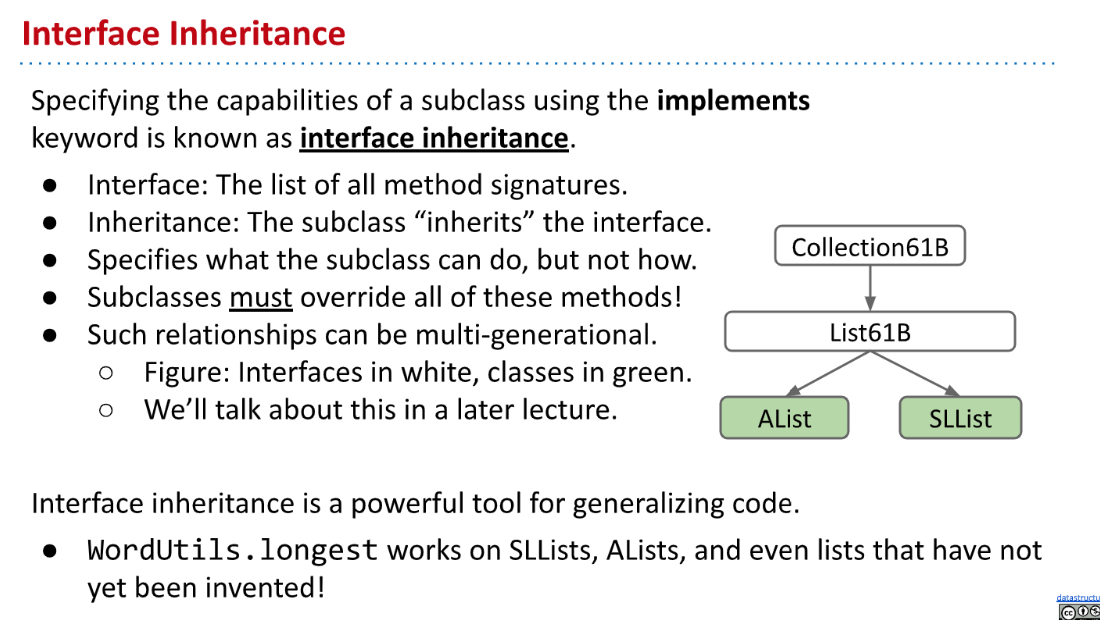 Interface Inheritance
Specifying the capabilities of a subclass using the implements
keyword is known as interface inheritance.
● Interface: The list of all method signatures.
● Inheritance: The subclass “inherits” the interface.
● Specifies what the subclass can do, but not how.
● Subclasses must override all of these methods!
● Such relationships can be multi-generational.
○ Figure: Interfaces in white, classes in green.
○ We’ll talk about this in a later lecture.
Collection61B
List61B
AList
SLList
Interface inheritance is a powerful tool for generalizing code.
● WordUtils.longest works on SLLists, ALists, and even lists that have not
yet been invented!
datastructu
cc